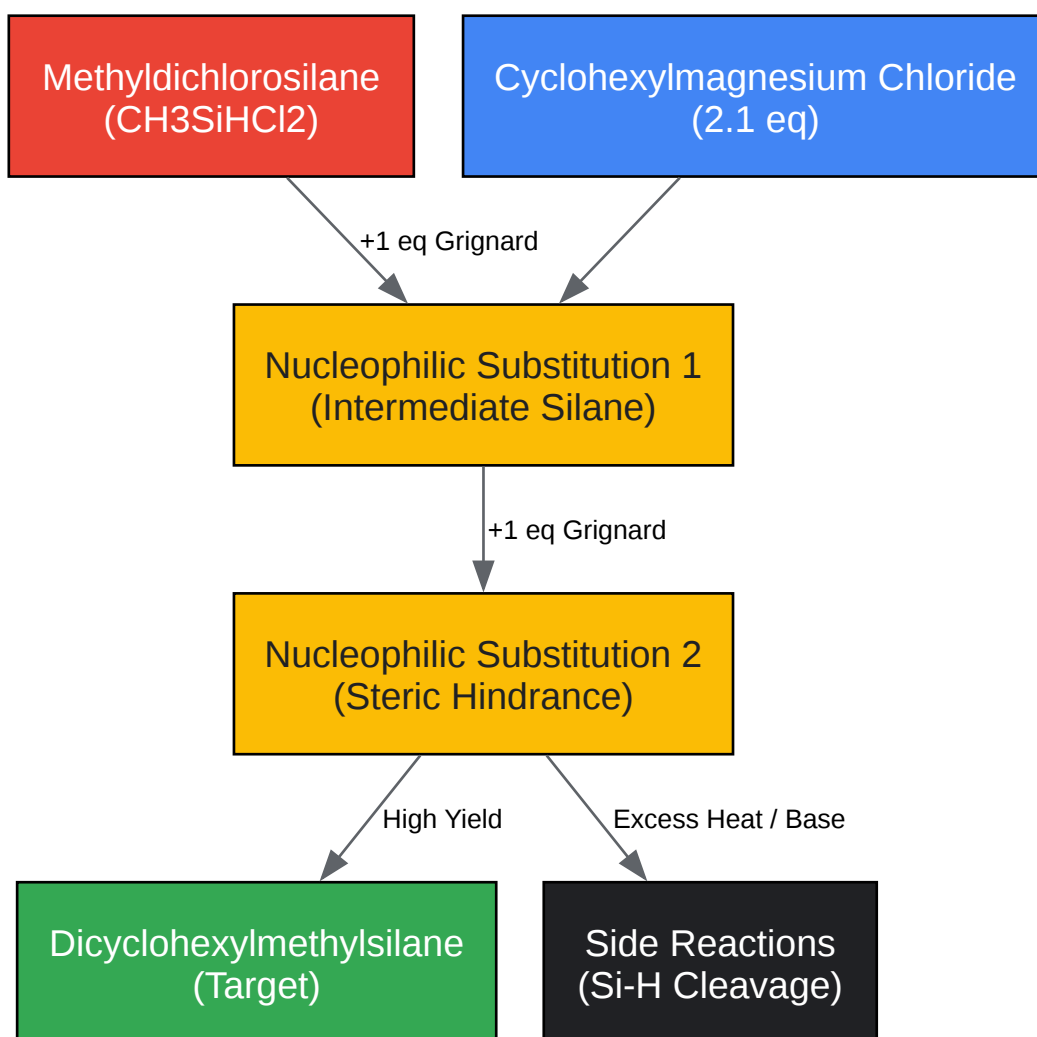 Methyldichlorosilane
(CH3SiHCl2)
Cyclohexylmagnesium Chloride
(2.1 eq)
+1 eq Grignard
Nucleophilic Substitution 1
(Intermediate Silane)
+1 eq Grignard
Nucleophilic Substitution 2
(Steric Hindrance)
High Yield
Excess Heat / Base
Dicyclohexylmethylsilane
(Target)
Side Reactions
(Si-H Cleavage)